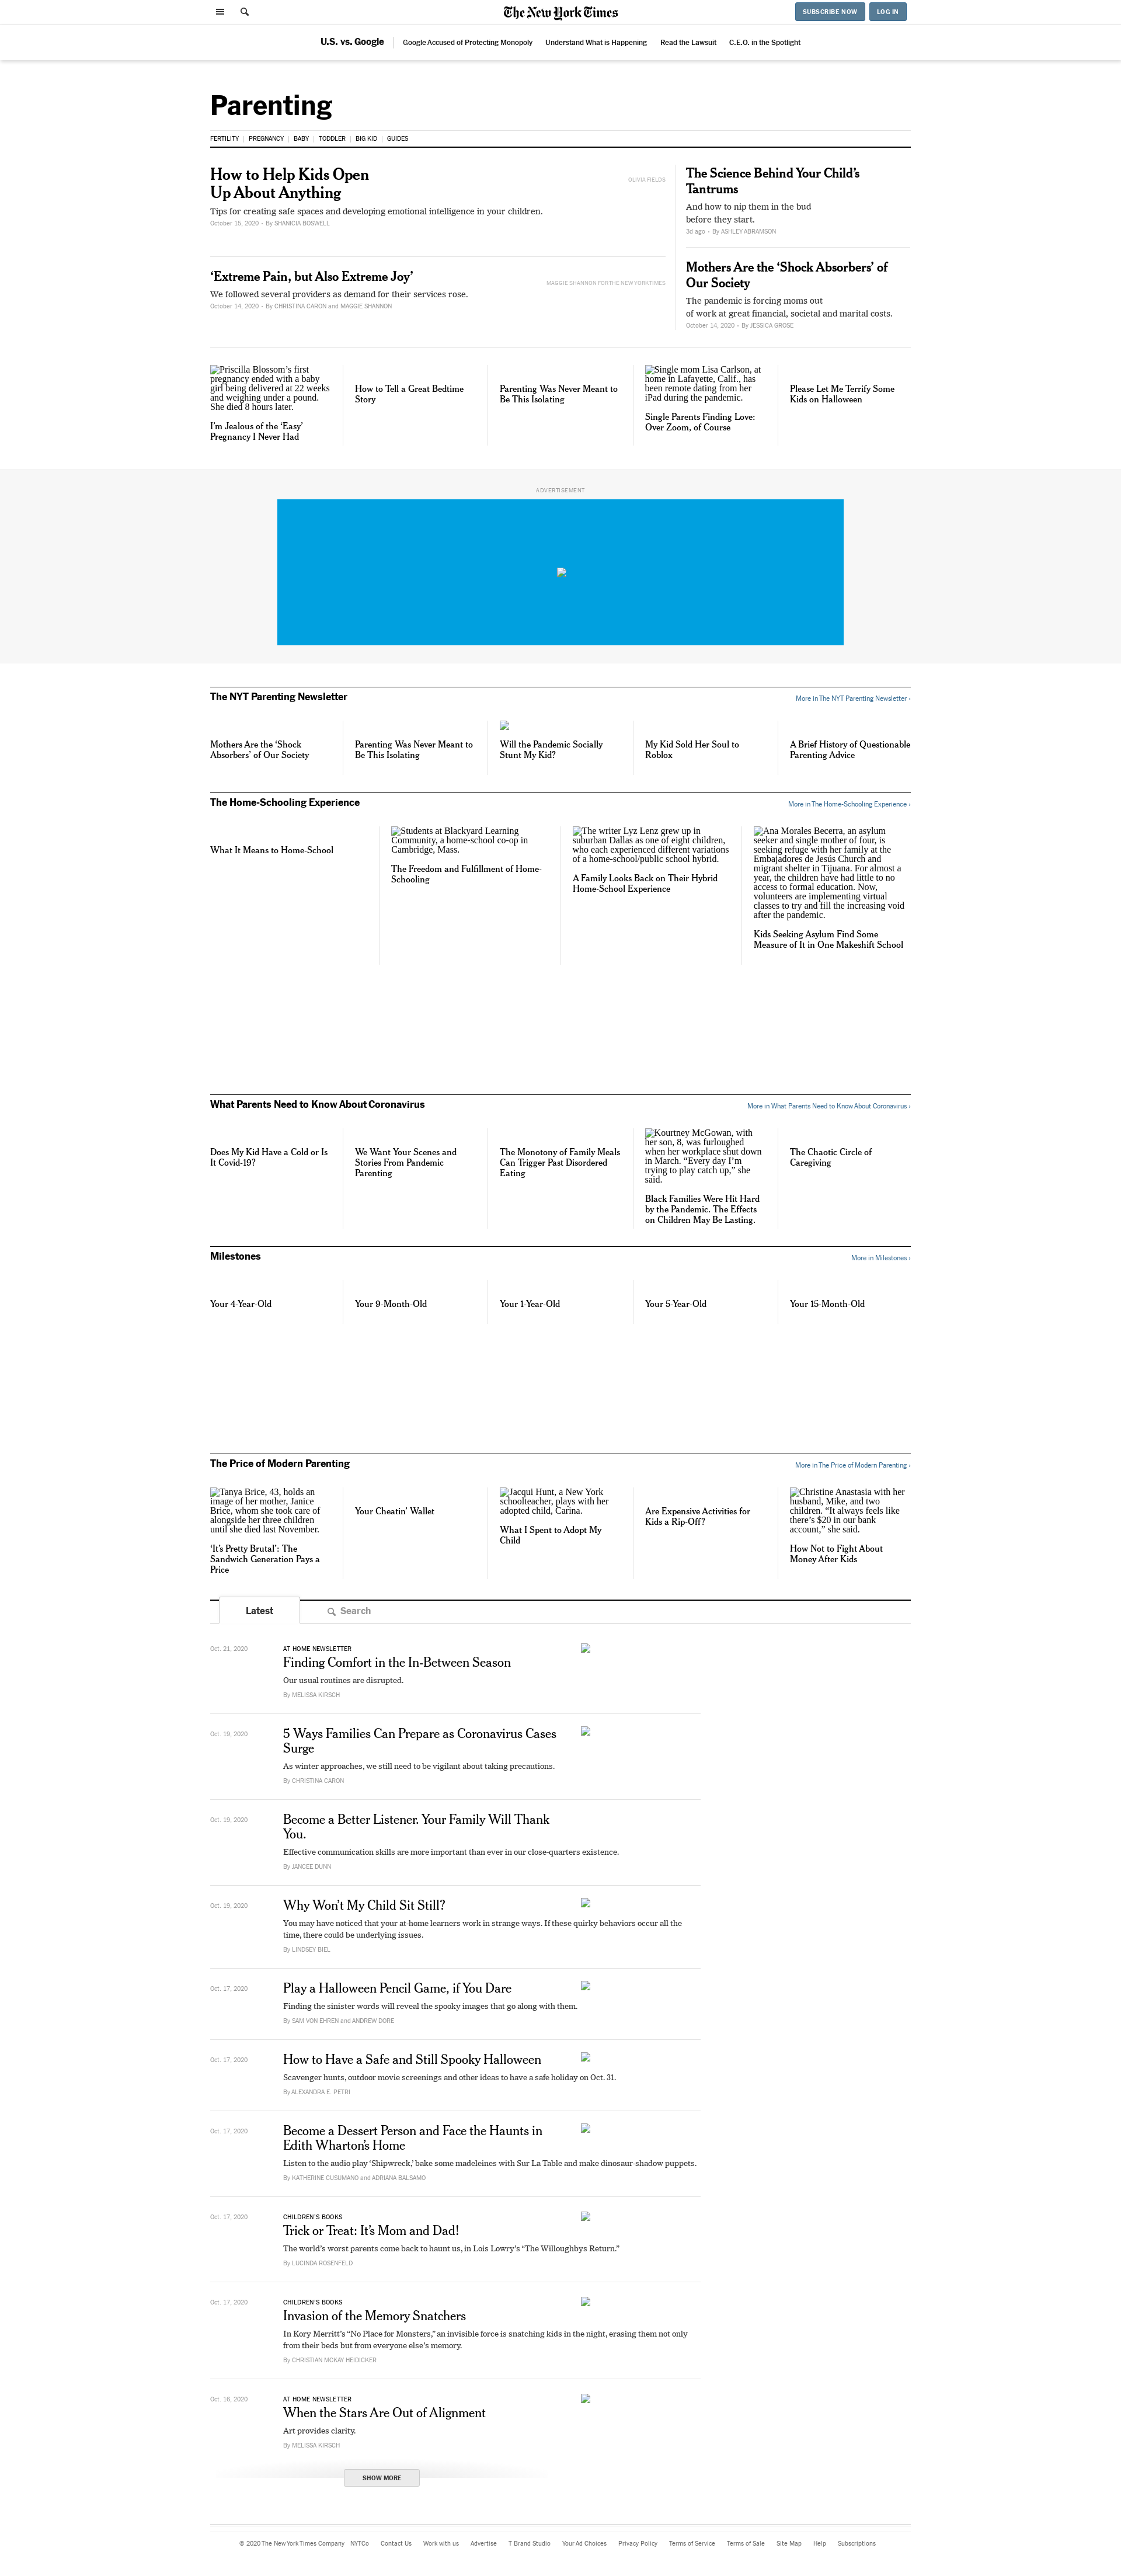 The New York Times
SUBSCRIBE NOW
LOG IN
U.S. vs. Google
Google Accused of Protecting Monopoly
Understand What is Happening
Read the Lawsuit
C.E.O. in the Spotlight
Parenting
FERTILITY
PREGNANCY
BABY
TODDLER
BIG KID
GUIDES
How to Help Kids Open
Up About Anything
Tips for creating safe spaces and developing emotional intelligence in your children.
October 15, 2020 - By SHANICIA BOSWELL
OLIVIA FIELDS
‘Extreme Pain, but Also Extreme Joy’
We followed several providers as demand for their services rose.
October 14, 2020 - By CHRISTINA CARON and MAGGIE SHANNON
MAGGIE SHANNON FOR THE NEW YORK TIMES
The Science Behind Your Child’s
Tantrums
And how to nip them in the bud
before they start.
3d ago - By ASHLEY ABRAMSON
Mothers Are the ‘Shock Absorbers’ of
Our Society
The pandemic is forcing moms out
of work at great financial, societal and marital costs.
October 14, 2020 - By JESSICA GROSE
Priscilla Blossom’s first
pregnancy ended with a baby
girl being delivered at 22 weeks
and weighing under a pound.
She died 8 hours later.
I’m Jealous of the ‘Easy’
Pregnancy I Never Had
How to Tell a Great Bedtime
Story
Parenting Was Never Meant to
Be This Isolating
Single mom Lisa Carlson, at
home in Lafayette, Calif., has
been remote dating from her
iPad during the pandemic.
Single Parents Finding Love:
Over Zoom, of Course
Please Let Me Terrify Some
Kids on Halloween
ADVERTISEMENT
The NYT Parenting Newsletter
More in The NYT Parenting Newsletter ›
Mothers Are the ‘Shock
Absorbers’ of Our Society
Parenting Was Never Meant to
Be This Isolating
Will the Pandemic Socially
Stunt My Kid?
My Kid Sold Her Soul to
Roblox
A Brief History of Questionable
Parenting Advice
The Home-Schooling Experience
More in The Home-Schooling Experience ›
What It Means to Home-School
Students at Blackyard Learning
Community, a home-school co-op in
Cambridge, Mass.
The Freedom and Fulfillment of Home-
Schooling
The writer Lyz Lenz grew up in
suburban Dallas as one of eight children,
who each experienced different variations
of a home-school/public school hybrid.
A Family Looks Back on Their Hybrid
Home-School Experience
Ana Morales Becerra, an asylum
seeker and single mother of four, is
seeking refuge with her family at the
Embajadores de Jesús Church and
migrant shelter in Tijuana. For almost a
year, the children have had little to no
access to formal education. Now,
volunteers are implementing virtual
classes to try and fill the increasing void
after the pandemic.
Kids Seeking Asylum Find Some
Measure of It in One Makeshift School
What Parents Need to Know About Coronavirus
More in What Parents Need to Know About Coronavirus ›
Does My Kid Have a Cold or Is
It Covid-19?
We Want Your Scenes and
Stories From Pandemic
Parenting
The Monotony of Family Meals
Can Trigger Past Disordered
Eating
Kourtney McGowan, with
her son, 8, was furloughed
when her workplace shut down
in March. “Every day I’m
trying to play catch up,” she
said.
Black Families Were Hit Hard
by the Pandemic. The Effects
on Children May Be Lasting.
The Chaotic Circle of
Caregiving
Milestones
More in Milestones ›
Your 4-Year-Old
Your 9-Month-Old
Your 1-Year-Old
Your 5-Year-Old
Your 15-Month-Old
The Price of Modern Parenting
More in The Price of Modern Parenting ›
Tanya Brice, 43, holds an
image of her mother, Janice
Brice, whom she took care of
alongside her three children
until she died last November.
‘It’s Pretty Brutal’: The
Sandwich Generation Pays a
Price
Your Cheatin’ Wallet
Jacqui Hunt, a New York
schoolteacher, plays with her
adopted child, Carina.
What I Spent to Adopt My
Child
Are Expensive Activities for
Kids a Rip-Off?
Christine Anastasia with her
husband, Mike, and two
children. “It always feels like
there’s $20 in our bank
account,” she said.
How Not to Fight About
Money After Kids
Latest
Search
Oct. 21, 2020
AT HOME NEWSLETTER
Finding Comfort in the In-Between Season
Our usual routines are disrupted.
By MELISSA KIRSCH
Oct. 19, 2020
5 Ways Families Can Prepare as Coronavirus Cases
Surge
As winter approaches, we still need to be vigilant about taking precautions.
By CHRISTINA CARON
Oct. 19, 2020
Become a Better Listener. Your Family Will Thank
You.
Effective communication skills are more important than ever in our close-quarters existence.
By JANCEE DUNN
Oct. 19, 2020
Why Won’t My Child Sit Still?
You may have noticed that your at-home learners work in strange ways. If these quirky behaviors occur all the
time, there could be underlying issues.
By LINDSEY BIEL
Oct. 17, 2020
Play a Halloween Pencil Game, if You Dare
Finding the sinister words will reveal the spooky images that go along with them.
By SAM VON EHREN and ANDREW DORE
Oct. 17, 2020
How to Have a Safe and Still Spooky Halloween
Scavenger hunts, outdoor movie screenings and other ideas to have a safe holiday on Oct. 31.
By ALEXANDRA E. PETRI
Oct. 17, 2020
Become a Dessert Person and Face the Haunts in
Edith Wharton’s Home
Listen to the audio play ‘Shipwreck,’ bake some madeleines with Sur La Table and make dinosaur-shadow puppets.
By KATHERINE CUSUMANO and ADRIANA BALSAMO
Oct. 17, 2020
CHILDREN’S BOOKS
Trick or Treat: It’s Mom and Dad!
The world’s worst parents come back to haunt us, in Lois Lowry’s “The Willoughbys Return.”
By LUCINDA ROSENFELD
Oct. 17, 2020
CHILDREN’S BOOKS
Invasion of the Memory Snatchers
In Kory Merritt’s “No Place for Monsters,” an invisible force is snatching kids in the night, erasing them not only
from their beds but from everyone else’s memory.
By CHRISTIAN MCKAY HEIDICKER
Oct. 16, 2020
AT HOME NEWSLETTER
When the Stars Are Out of Alignment
Art provides clarity.
By MELISSA KIRSCH
SHOW MORE
© 2020 The New York Times Company
NYTCo
Contact Us
Work with us
Advertise
T Brand Studio
Your Ad Choices
Privacy Policy
Terms of Service
Terms of Sale
Site Map
Help
Subscriptions